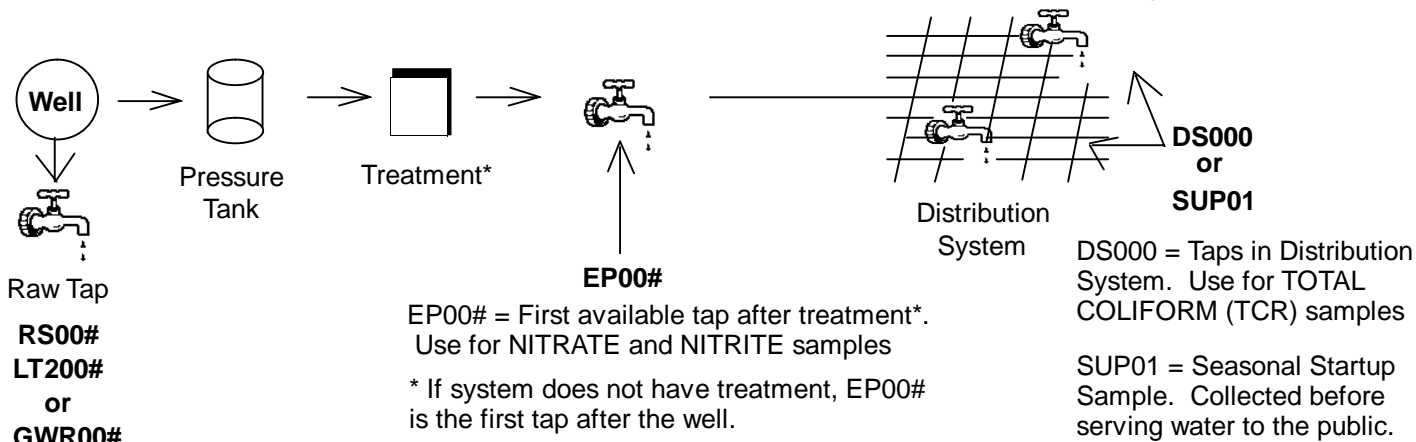 Well
Pressure
Tank
Treatment*
Raw Tap
RS00#
LT200#
or
GWR00#
EP00#
EP00# = First available tap after treatment*.
Use for NITRATE and NITRITE samples
* If system does not have treatment, EP00#
is the first tap after the well.
Distribution
System
DS000
or
SUP01
DS000 = Taps in Distribution
System. Use for TOTAL
COLIFORM (TCR) samples
SUP01 = Seasonal Startup
Sample. Collected before
serving water to the public.